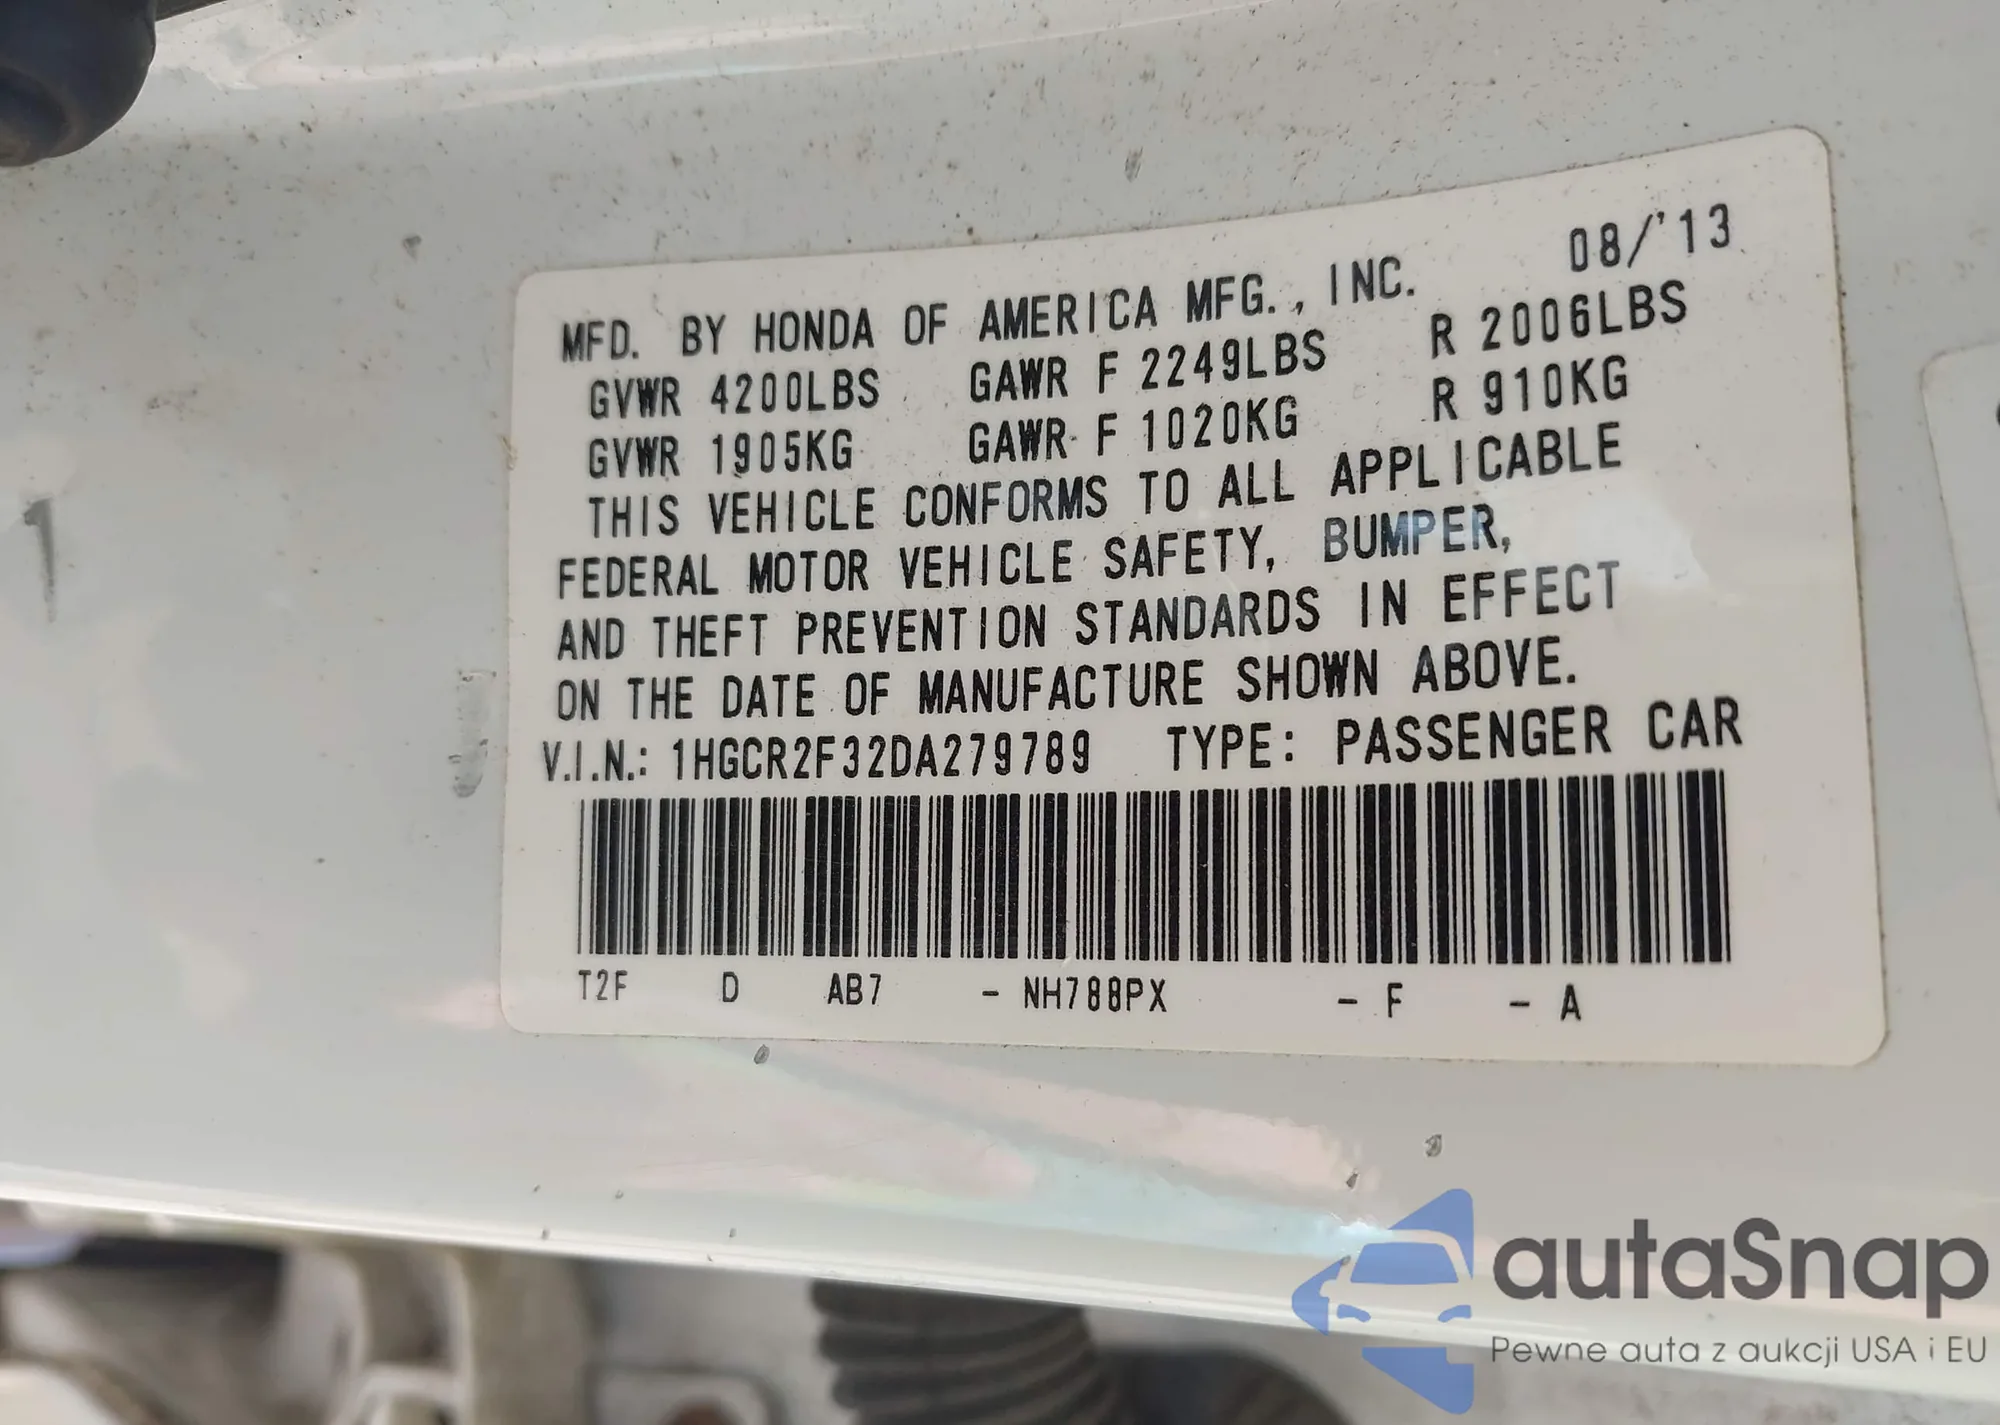 08/'13
MFD. BY HONDA OF AMERICA MFG., INC.
GVWR 4200LBS GAWR F 2249LBS R 2006LBS
GVWR 1905KG GAWR F 1020KG R 910KG
THIS VEHICLE CONFORMS TO ALL APPLICABLE
FEDERAL MOTOR VEHICLE SAFETY, BUMPER,
AND THEFT PREVENTION STANDARDS IN EFFECT
ON THE DATE OF MANUFACTURE SHOWN ABOVE.
V.I.N.: 1HGCR2F32DA279789 TYPE: PASSENGER CAR
T2F D AB7 - NH788PX - F - A
autaSnap
Pewne auta z aukcji USA i EU